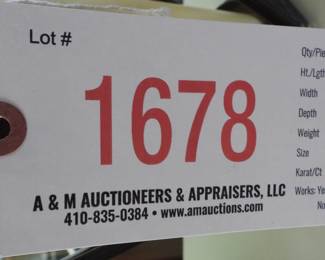 Lot #
1678
A & M AUCTIONEERS & APPRAISERS, LLC
410-835-0384 • www.amauctions.com
Qty/Pie
Ht./Lgth
Width
Depth
Weight
Size
Karat/Ct
Works: Ye
No